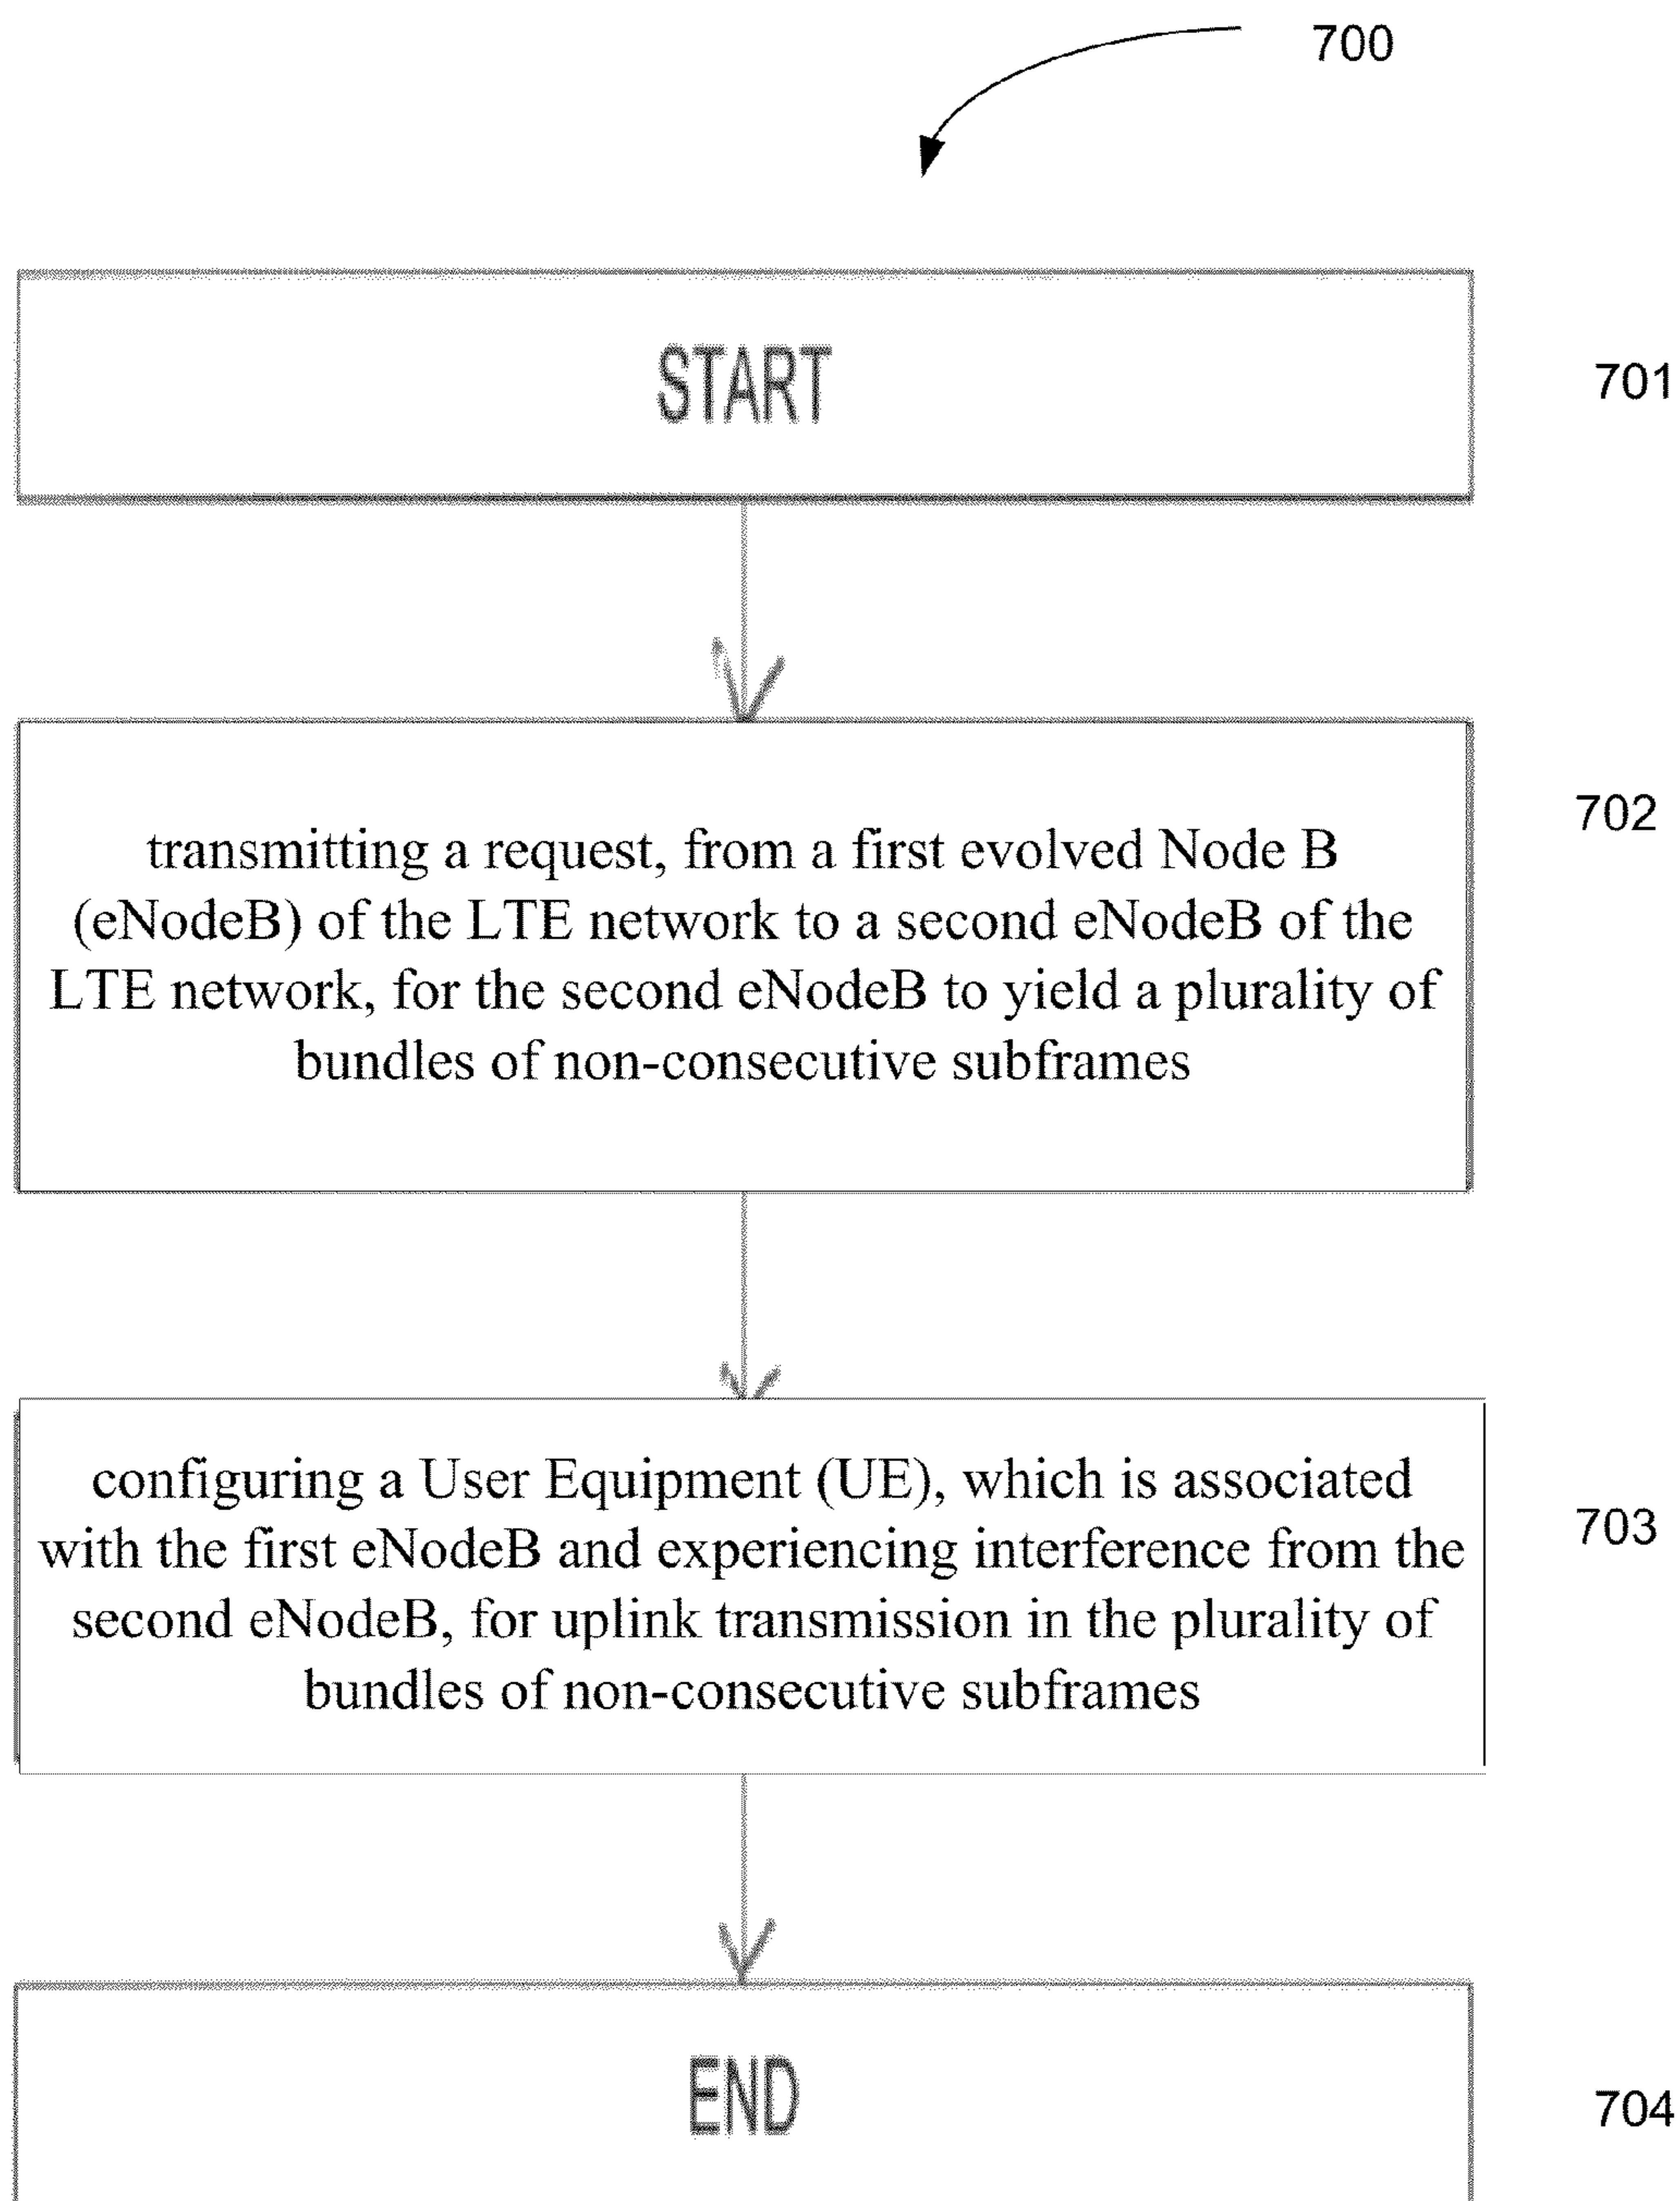 700
START
701
transmitting a request, from a first evolved Node B
(eNodeB) of the LTE network to a second eNodeB of the
LTE network, for the second eNodeB to yield a plurality of
bundles of non-consecutive subframes
702
configuring a User Equipment (UE), which is associated
with the first eNodeB and experiencing interference from the
second eNodeB, for uplink transmission in the plurality of
bundles of non-consecutive subframes
703
END
704